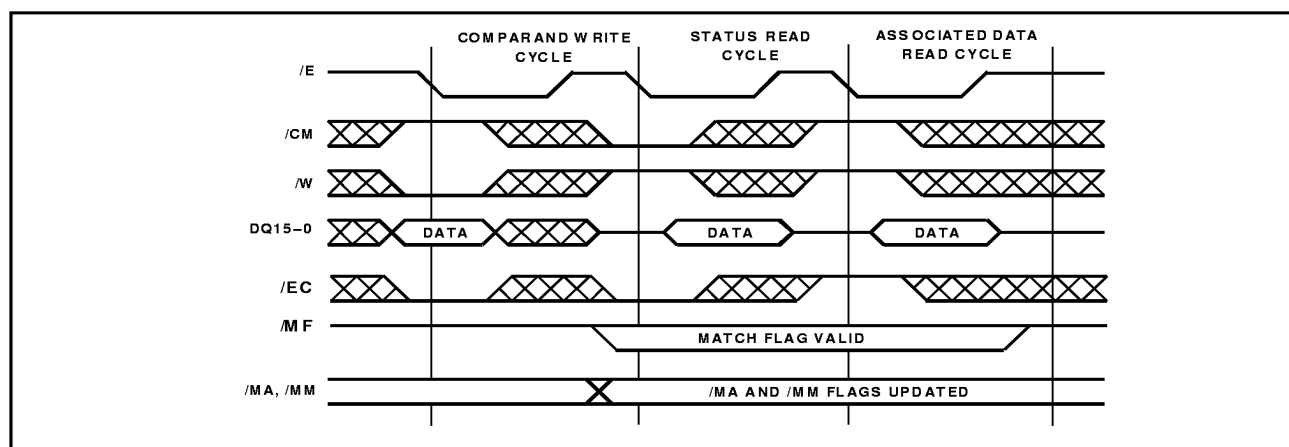 COMPARAND WRITE
CYCLE
STATUS READ
CYCLE
ASSOCIATED DATA
READ CYCLE
/E
/CM
/W
DQ15–0
DATA
DATA
DATA
/EC
/MF
MATCH FLAG VALID
/MA, /MM
/MA AND /MM FLAGS UPDATED